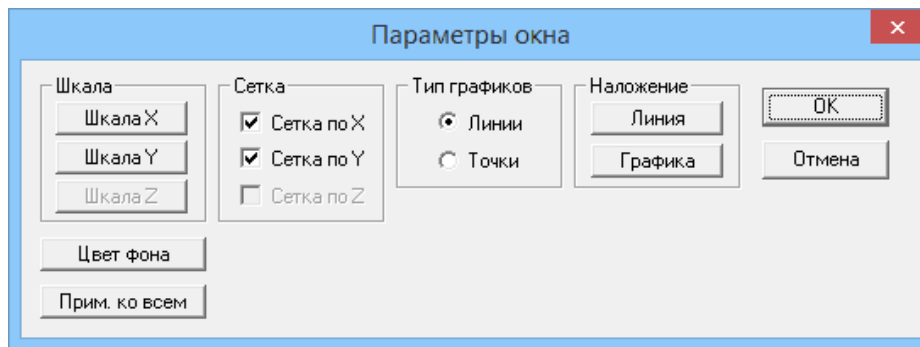 Параметры окна
Шкала
Шкала X
Шкала Y
Шкала Z
Сетка
Сетка по X
Сетка по Y
Сетка по Z
Тип графиков
Линии
Точки
Наложение
Линия
Графика
OK
Отмена
Цвет фона
Прим. ко всем